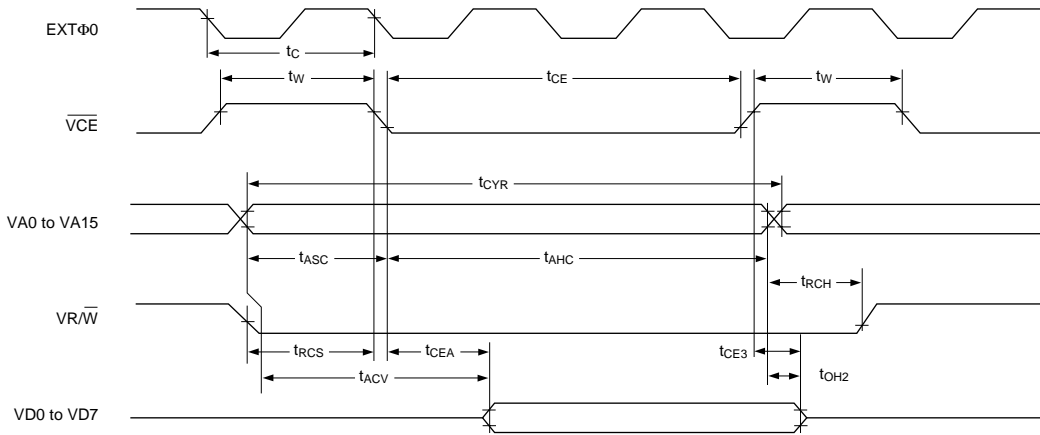 EXTΦ0
tC
tW
tCE
tW
VCE
tCYR
VA0 to VA15
tASC
tAHC
tRCH
VR/W
tRCS
tCEA
tCE3
tACV
tOH2
VD0 to VD7